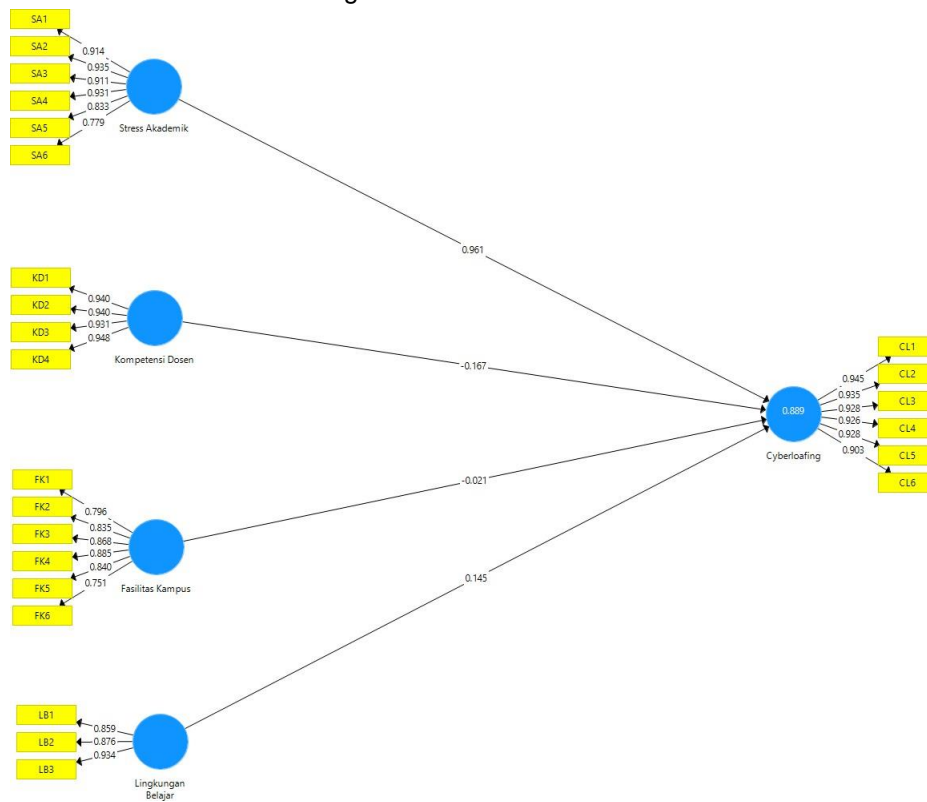 SA1
SA2
SA3
SA4
SA5
SA6
0.914
0.935
0.911
0.931
0.833
0.779
Stress Akademik
0.961
KD1
KD2
KD3
KD4
0.940
0.940
0.931
0.948
Kompetensi Dosen
-0.167
FK1
FK2
FK3
FK4
FK5
FK6
0.796
0.835
0.868
0.885
0.840
0.751
Fasilitas Kampus
-0.021
LB1
LB2
LB3
0.859
0.876
0.934
Lingkungan
Belajar
0.145
0.889
Cyberloafing
0.945
0.935
0.928
0.926
0.928
0.903
CL1
CL2
CL3
CL4
CL5
CL6